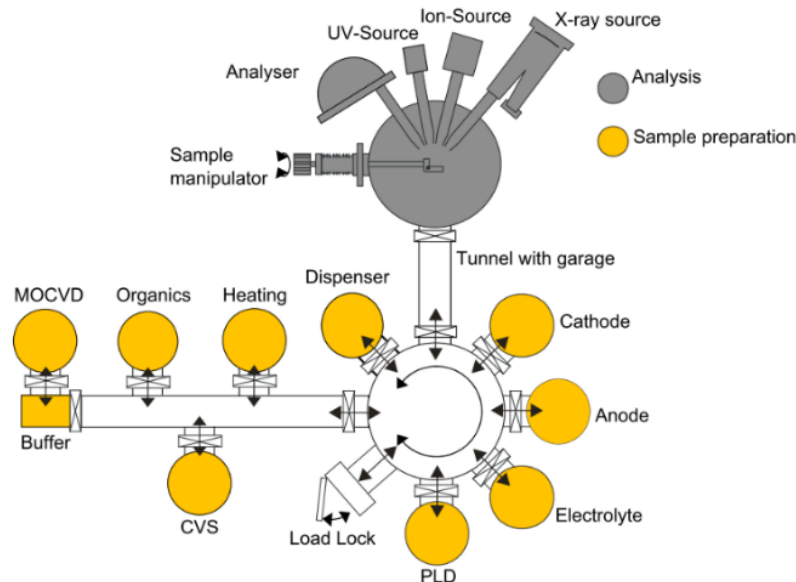 Ion-Source
X-ray source
UV-Source
Analyser
Analysis
Sample preparation
Sample
manipulator
Tunnel with garage
Dispenser
MOCVD
Organics
Heating
Cathode
Anode
Buffer
Electrolyte
CVS
Load Lock
PLD